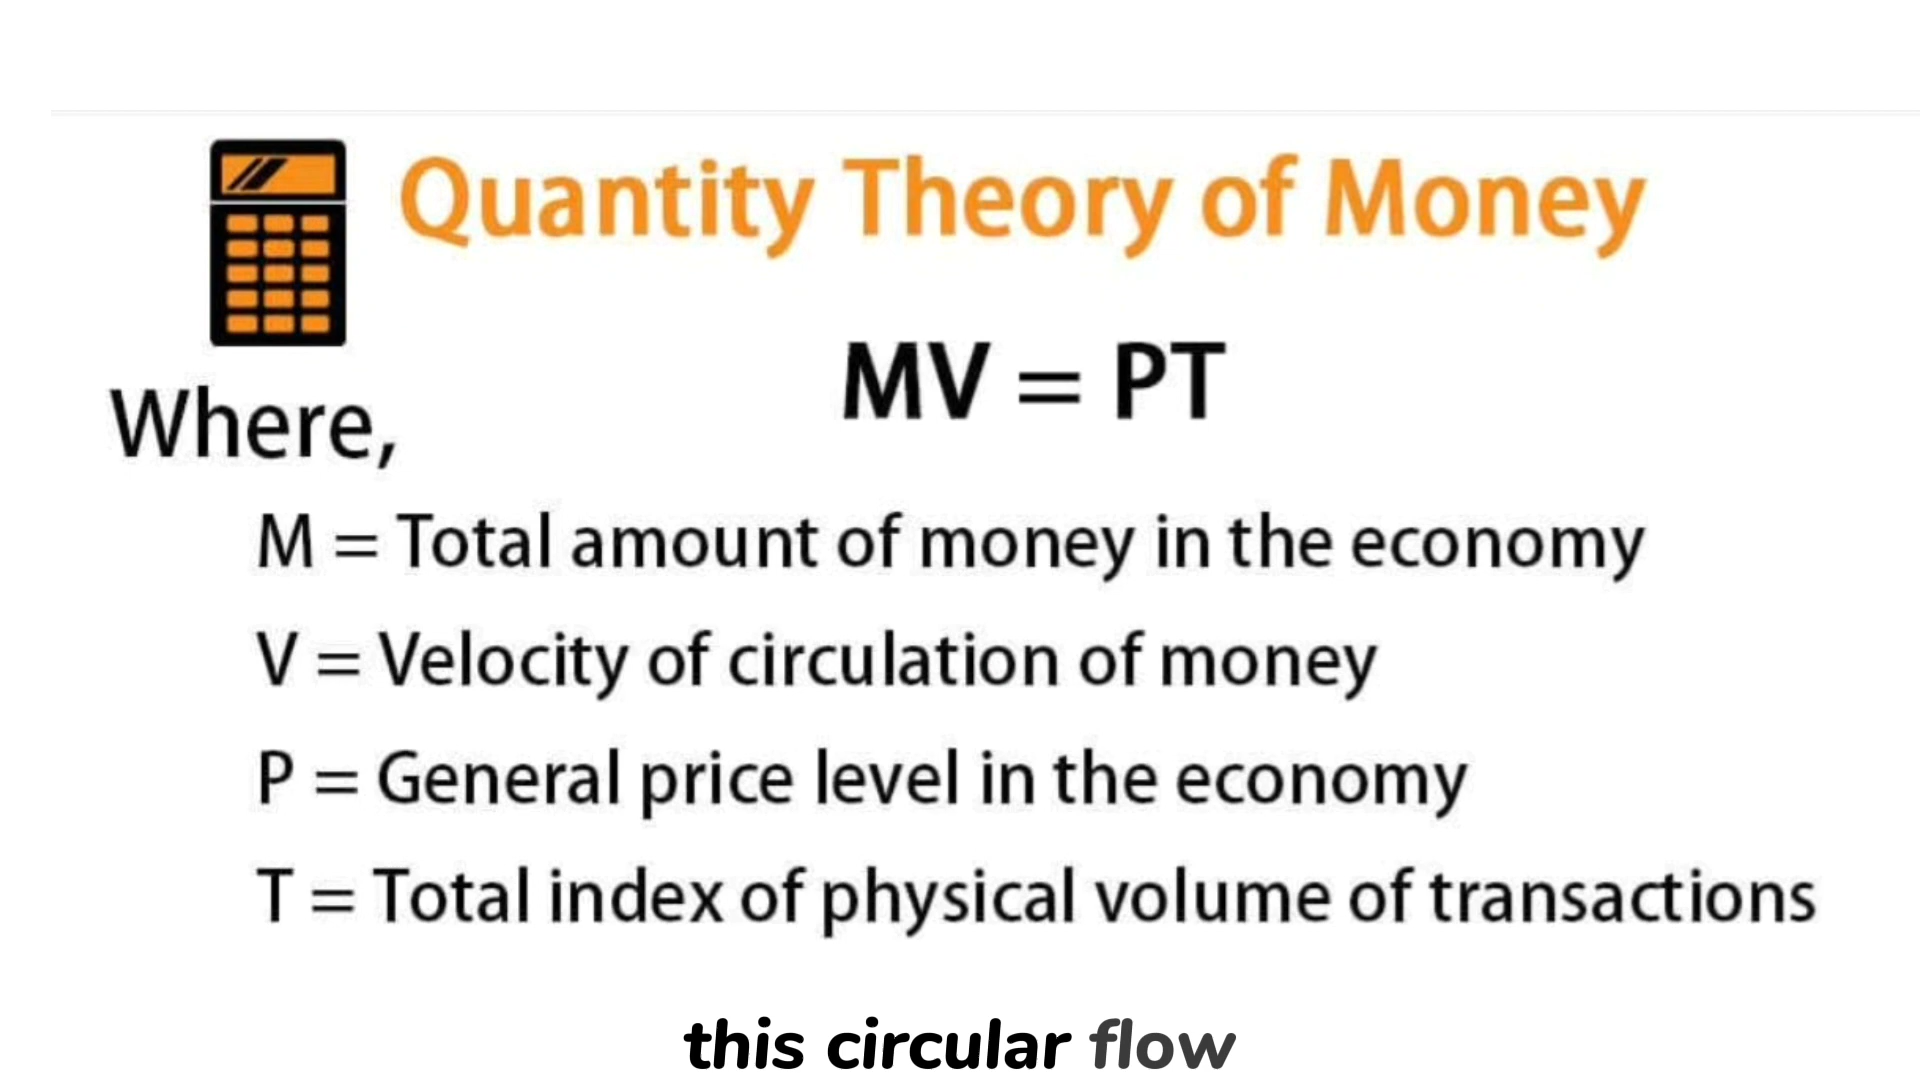 Quantity Theory of Money
MV = PT
Where,
M = Total amount of money in the economy
V = Velocity of circulation of money
P = General price level in the economy
T = Total index of physical volume of transactions
this circular flow